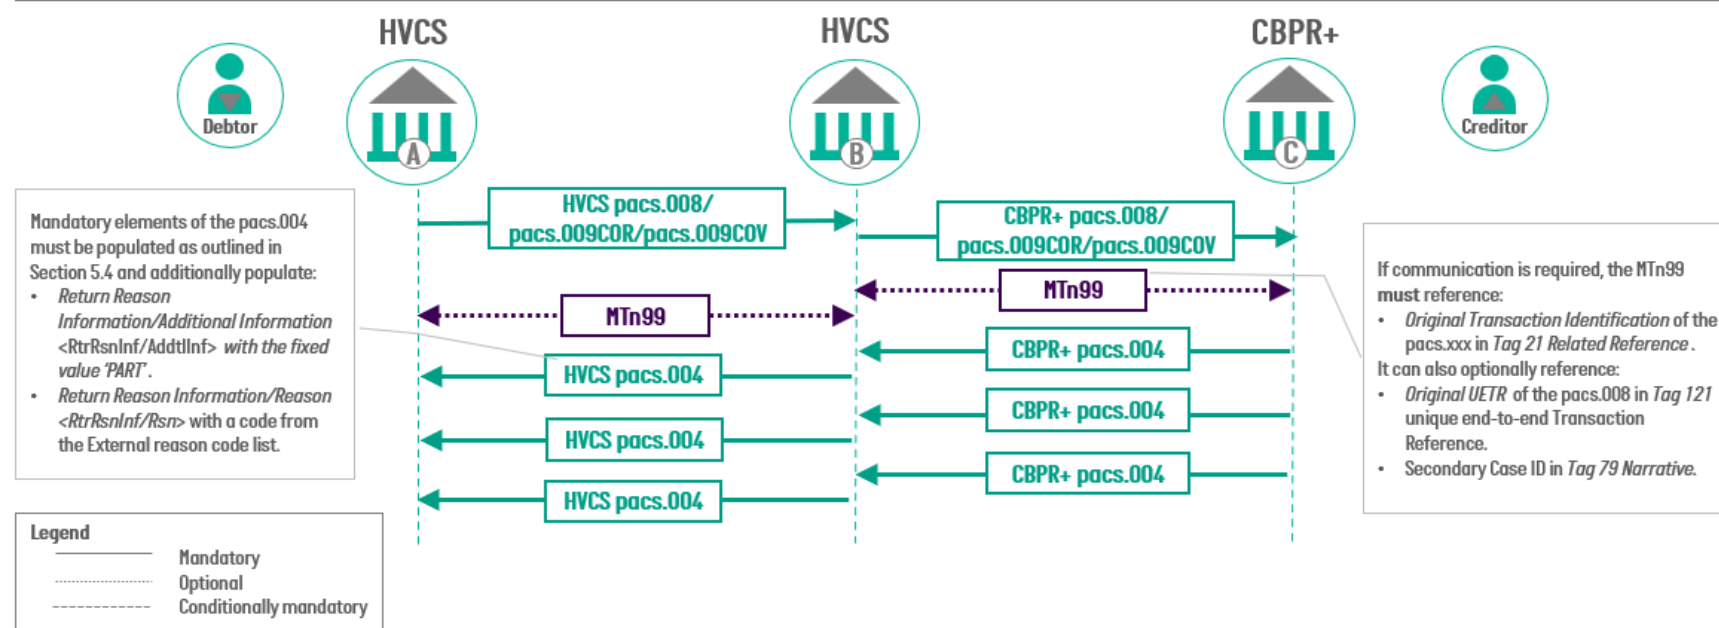 HVCS
HVCS
CBPR+
Debtor
A
B
C
Creditor
Mandatory elements of the pacs.004
must be populated as outlined in
Section 5.4 and additionally populate:
• Return Reason
Information/Additional Information
<RtrRsnInf/AddtlInf> with the fixed
value ‘PART’.
• Return Reason Information/Reason
<RtrRsnInf/Rsn> with a code from
the External reason code list.
HVCS pacs.008/
pacs.009COR/pacs.009COV
CBPR+ pacs.008/
pacs.009COR/pacs.009COV
MTn99
MTn99
CBPR+ pacs.004
HVCS pacs.004
CBPR+ pacs.004
HVCS pacs.004
CBPR+ pacs.004
HVCS pacs.004
If communication is required, the MTn99
must reference:
• Original Transaction Identification of the
pacs.xxx in Tag 21 Related Reference .
It can also optionally reference:
• Original UETR of the pacs.008 in Tag 121
unique end-to-end Transaction
Reference.
• Secondary Case ID in Tag 79 Narrative.
Legend
Mandatory
Optional
Conditionally mandatory